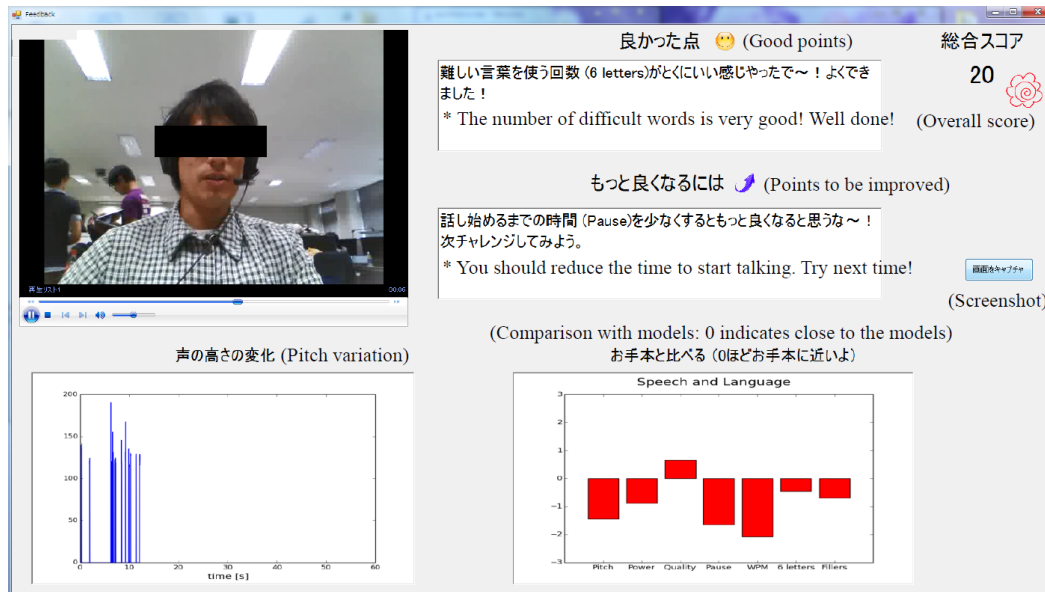 Feedback
良かった点 (Good points)
難しい言葉を使う回数 (6 letters)がとくにいい感じやったで～！よくでき
ました！
* The number of difficult words is very good! Well done!
総合スコア
20
(Overall score)
もっと良くなるには (Points to be improved)
話し始めるまでの時間 (Pause)を少なくするともっと良くなると思うな～！
次チャレンジしてみよう。
* You should reduce the time to start talking. Try next time!
画面をキャプチャ
(Screenshot)
再生リスト1
00:06
声の高さの変化 (Pitch variation)
200
150
100
50
0
0 10 20 30 40 50 60
time [s]
(Comparison with models: 0 indicates close to the models)
お手本と比べる (0ほどお手本に近いよ)
Speech and Language
3
2
1
0
−1
−2
−3
Pitch Power Quality Pause WPM 6 letters Fillers